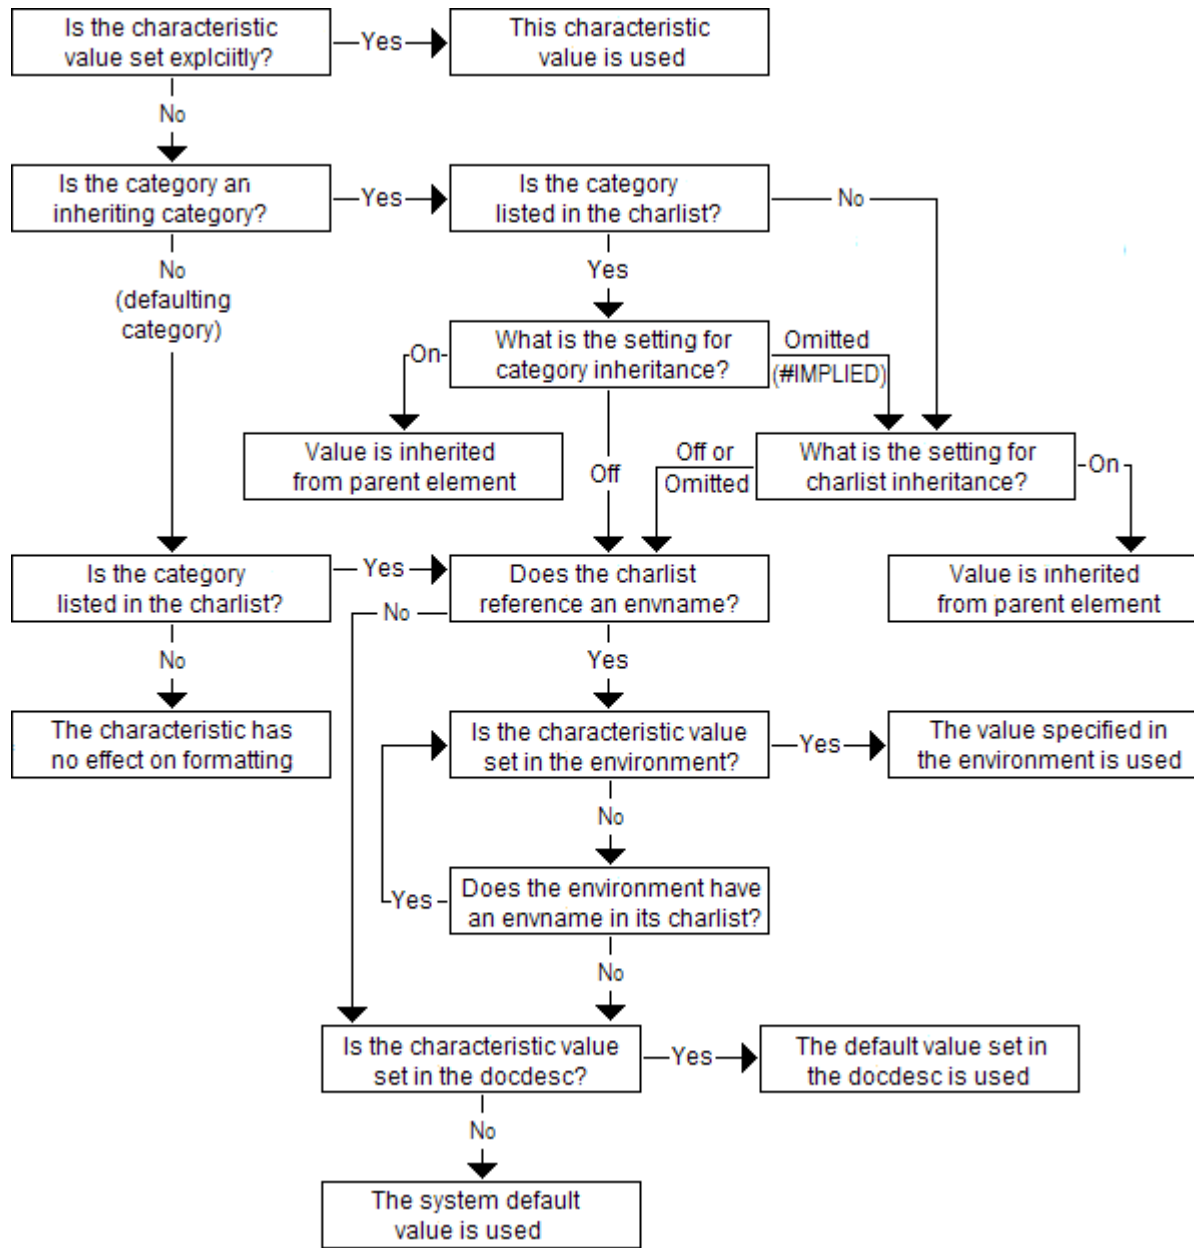 Is the characteristic
value set explciitly?
Yes
This characteristic
value is used
No
Is the category an
inheriting category?
Yes
Is the category
listed in the charlist?
No
No
(defaulting
category)
Yes
What is the setting for
category inheritance?
On
Omitted
(#IMPLIED)
Value is inherited
from parent element
Off
Off or
Omitted
What is the setting for
charlist inheritance?
On
Is the category
listed in the charlist?
Yes
Does the charlist
reference an envname?
Value is inherited
from parent element
No
No
Yes
The characteristic has
no effect on formatting
Is the characteristic value
set in the environment?
Yes
The value specified in
the environment is used
No
Does the environment have
an envname in its charlist?
Yes
No
Is the characteristic value
set in the docdesc?
Yes
The default value set in
the docdesc is used
No
The system default
value is used